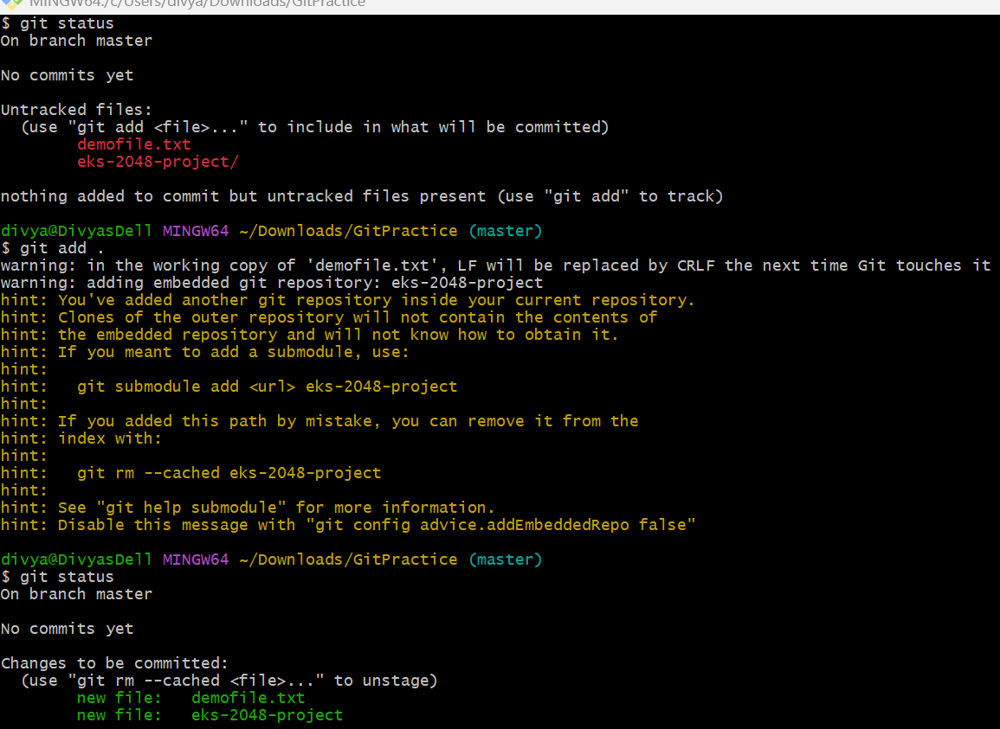 MINGW64:/c/Users/divya/Downloads/GitPractice
$ git status
On branch master

No commits yet

Untracked files:
  (use "git add <file>..." to include in what will be committed)
        demofile.txt
        eks-2048-project/

nothing added to commit but untracked files present (use "git add" to track)

divya@DivyasDell MINGW64 ~/Downloads/GitPractice (master)
$ git add .
warning: in the working copy of 'demofile.txt', LF will be replaced by CRLF the next time Git touches it
warning: adding embedded git repository: eks-2048-project
hint: You've added another git repository inside your current repository.
hint: Clones of the outer repository will not contain the contents of
hint: the embedded repository and will not know how to obtain it.
hint: If you meant to add a submodule, use:
hint:
hint:   git submodule add <url> eks-2048-project
hint:
hint: If you added this path by mistake, you can remove it from the
hint: index with:
hint:
hint:   git rm --cached eks-2048-project
hint:
hint: See "git help submodule" for more information.
hint: Disable this message with "git config advice.addEmbeddedRepo false"

divya@DivyasDell MINGW64 ~/Downloads/GitPractice (master)
$ git status
On branch master

No commits yet

Changes to be committed:
  (use "git rm --cached <file>..." to unstage)
        new file:   demofile.txt
        new file:   eks-2048-project